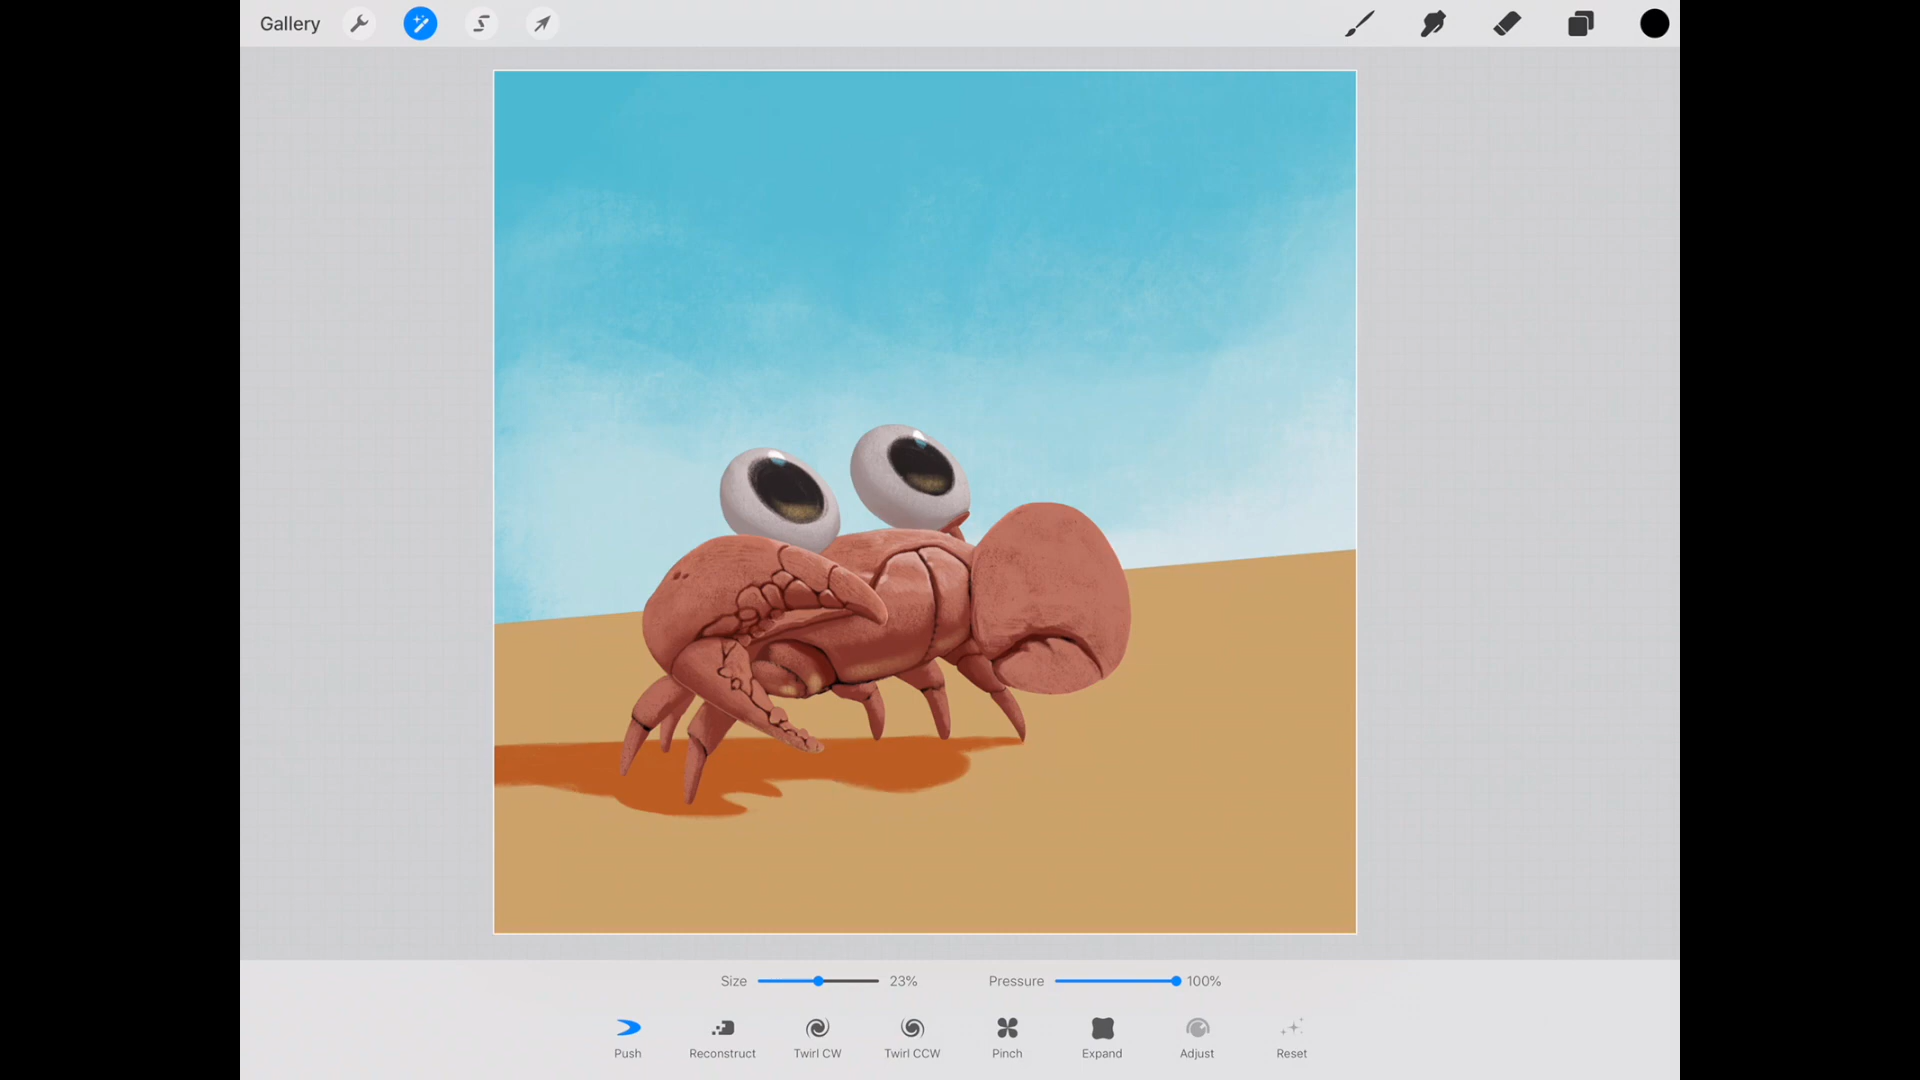 Gallery
Size 23% Pressure 100%
Push Reconstruct Twirl CW Twirl CCW Pinch Expand Adjust Reset